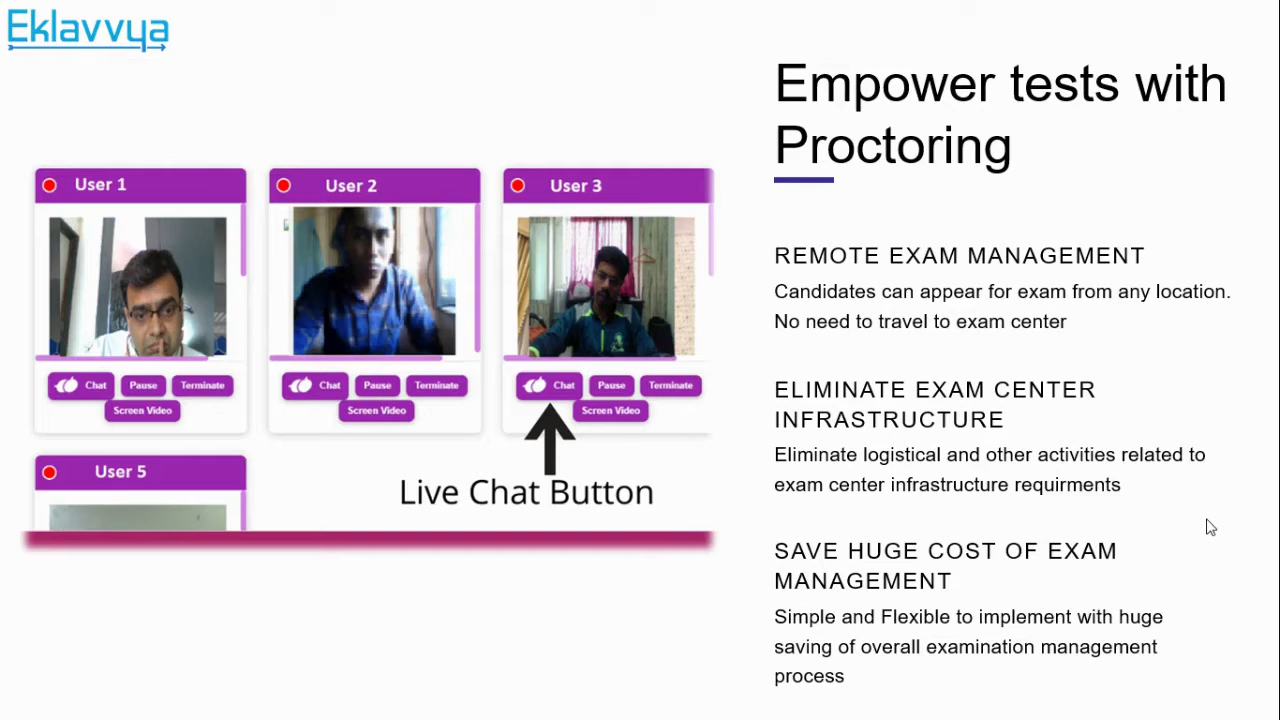 Eklavvya
Empower tests with
Proctoring
User 1
User 2
User 3
Chat
Pause
Terminate
Screen Video
Chat
Pause
Terminate
Screen Video
Chat
Pause
Terminate
Screen Video
User 5
Live Chat Button
REMOTE EXAM MANAGEMENT
Candidates can appear for exam from any location.
No need to travel to exam center
ELIMINATE EXAM CENTER
INFRASTRUCTURE
Eliminate logistical and other activities related to
exam center infrastructure requirments
SAVE HUGE COST OF EXAM
MANAGEMENT
Simple and Flexible to implement with huge
saving of overall examination management
process